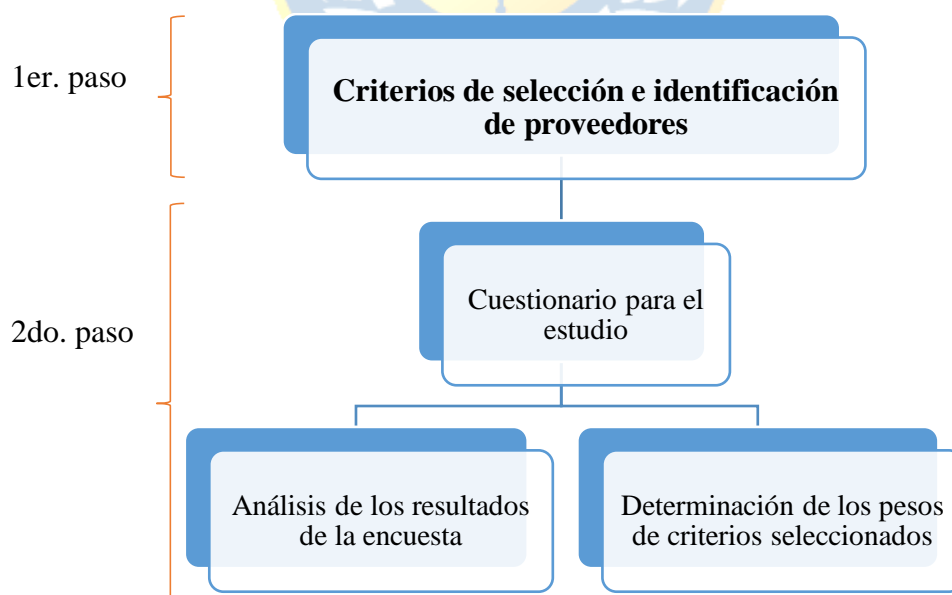 1er. paso
Criterios de selección e identificación
de proveedores
2do. paso
Cuestionario para el
estudio
Análisis de los resultados
de la encuesta
Determinación de los pesos
de criterios seleccionados